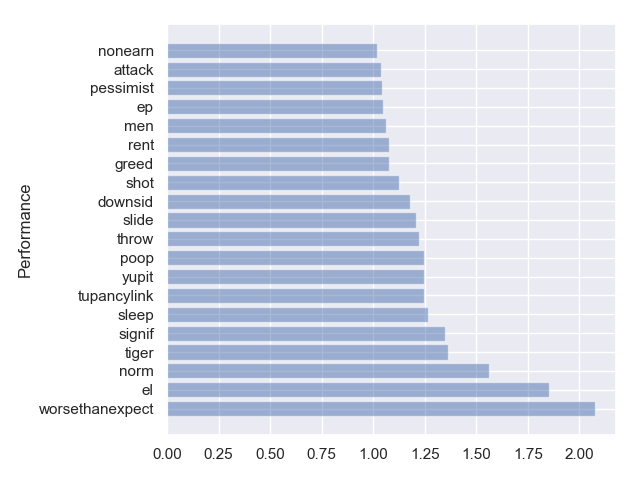 Performance
nonearn
attack
pessimist
ep
men
rent
greed
shot
downsid
slide
throw
poop
yupit
tupancylink
sleep
signif
tiger
norm
el
worsethanexpect
0.00 0.25 0.50 0.75 1.00 1.25 1.50 1.75 2.00